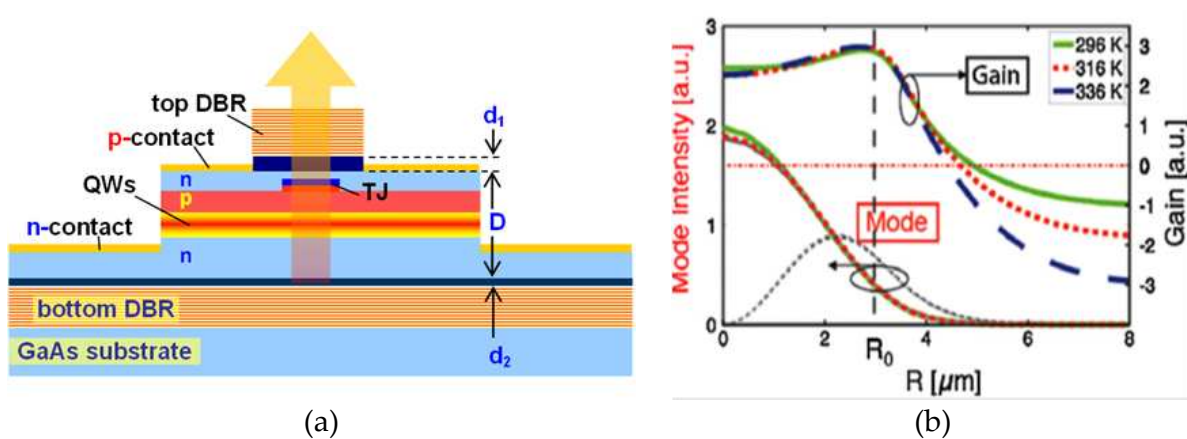 top DBR
p-contact
QWs
n-contact
n
p
n
TJ
d₁
D
d₂
bottom DBR
GaAs substrate
(a)
Mode Intensity [a.u.]
3
2
1
0
296 K
316 K
336 K
Gain
Mode
3
2
1
0
-1
-2
-3
Gain [a.u.]
0
2
R₀
4
6
8
R [μm]
(b)